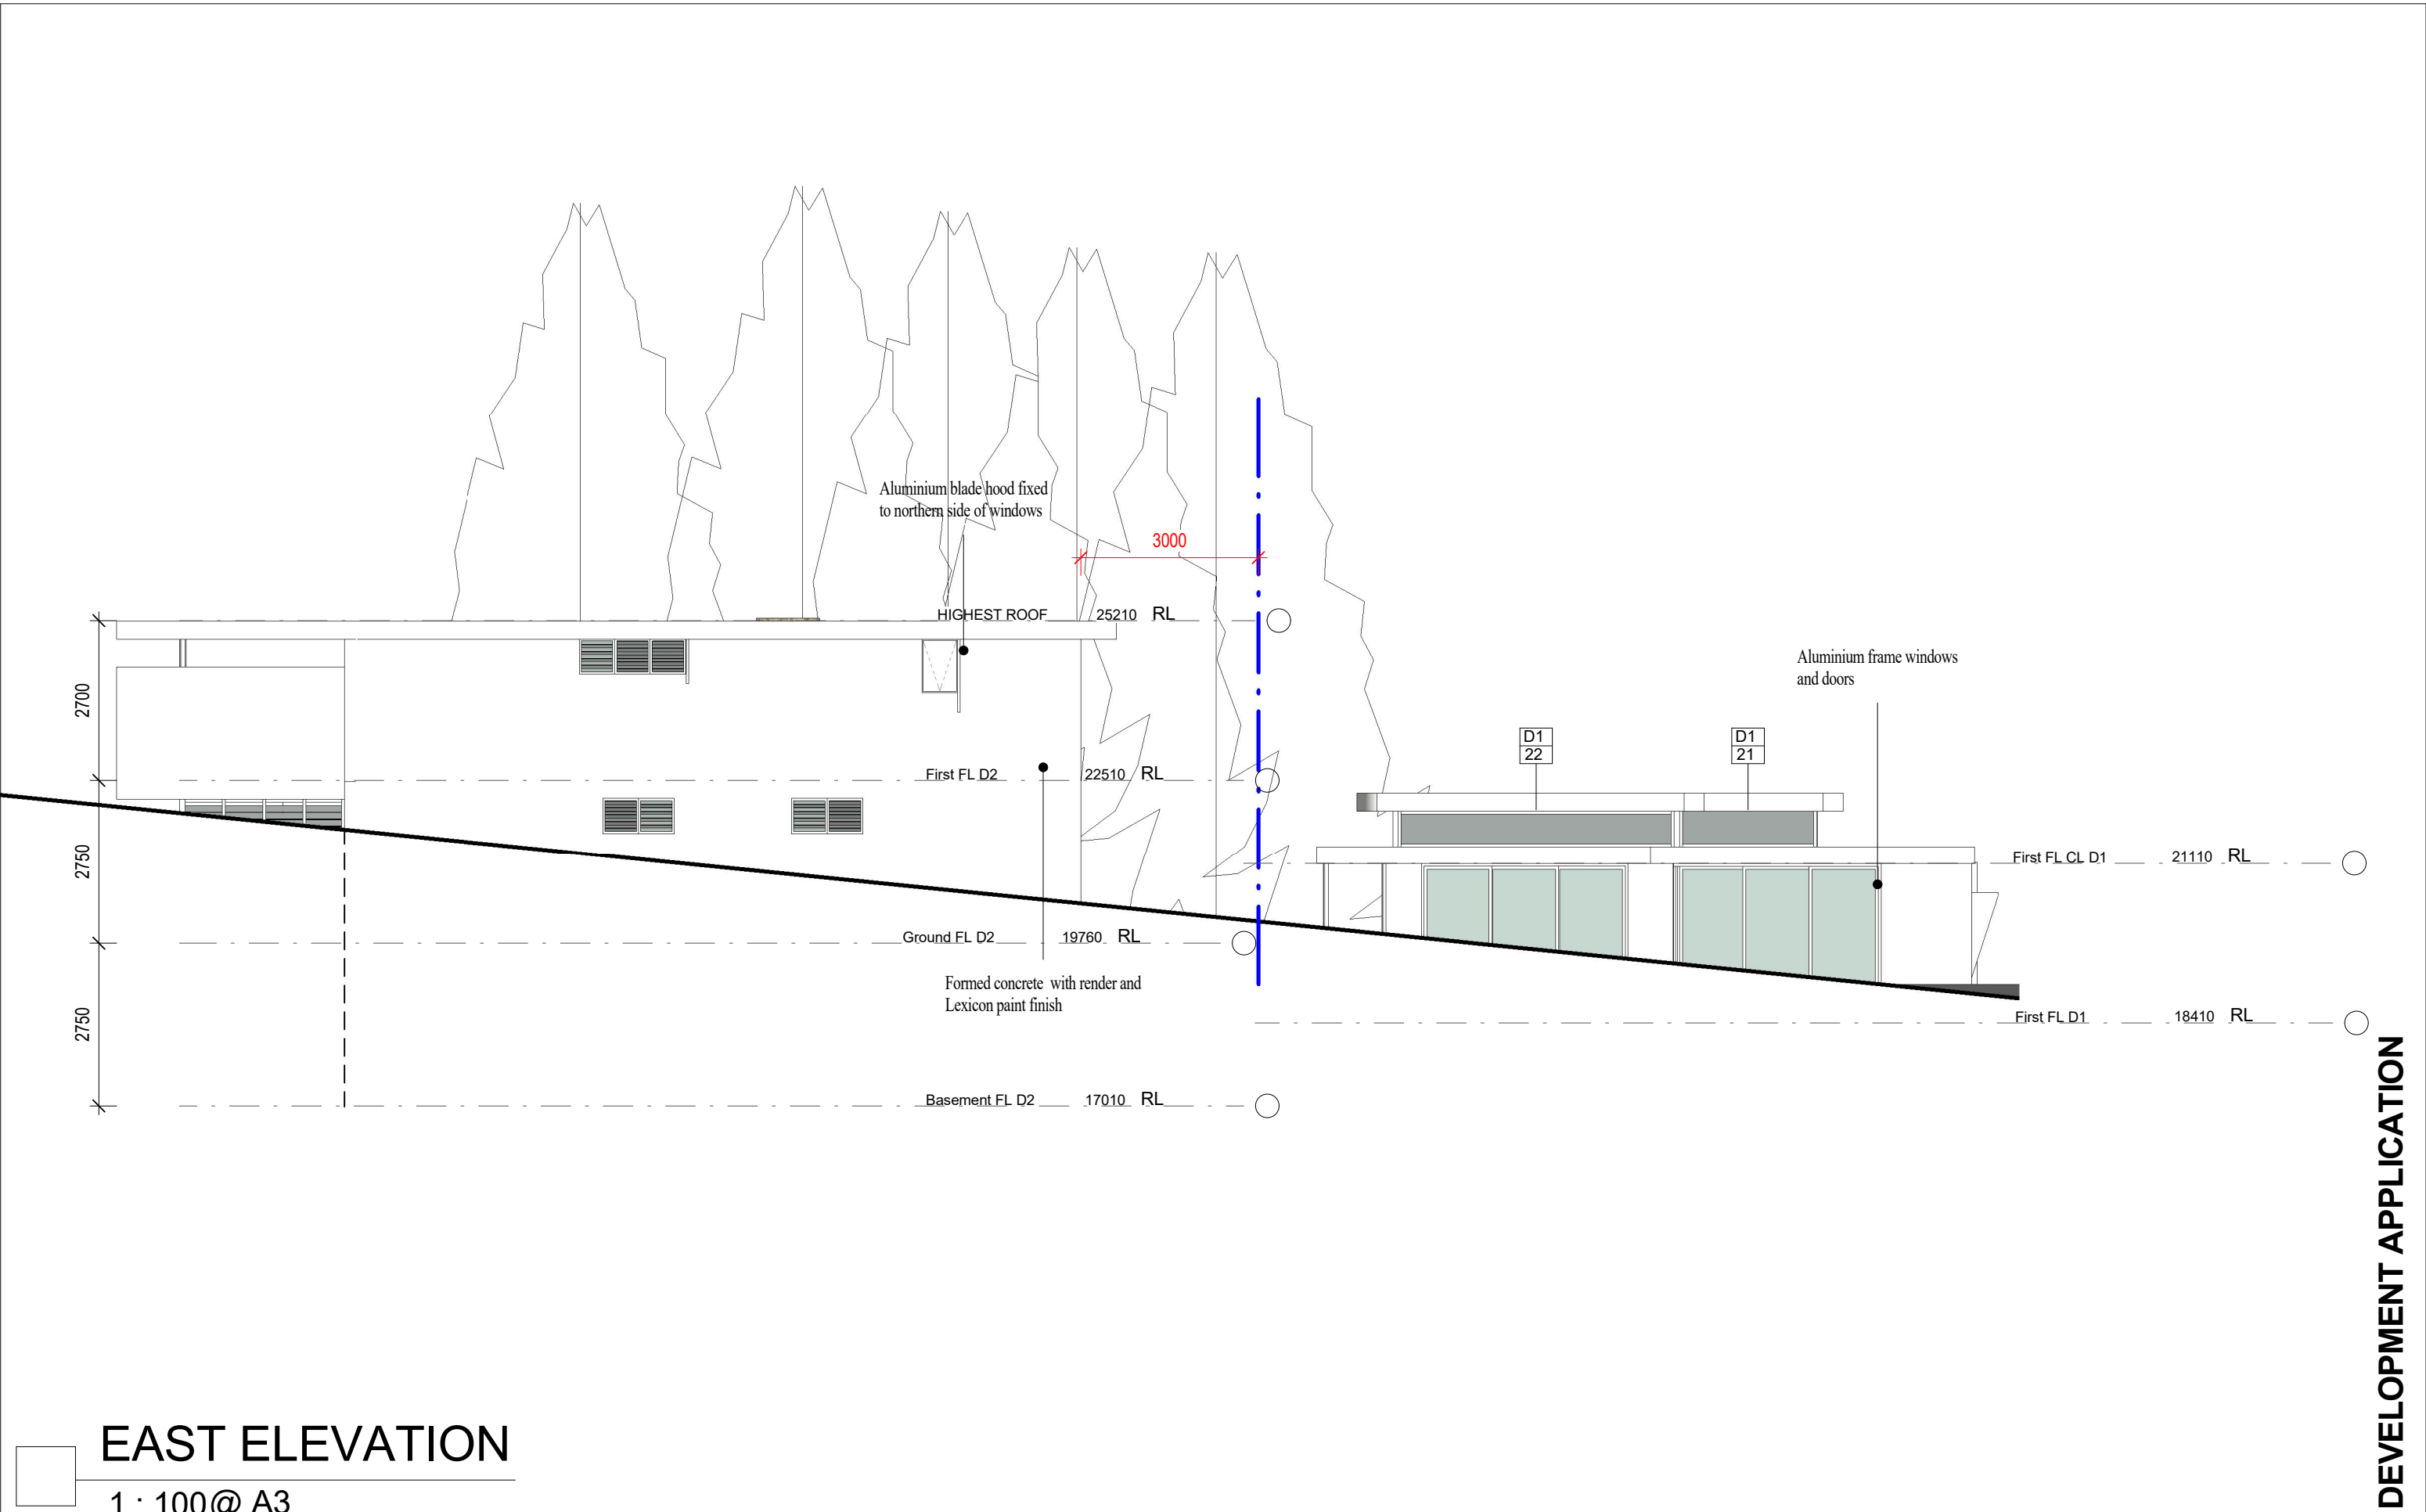 Aluminium blade hood fixed
to northern side of windows
3000
HIGHEST ROOF 25210 RL
Aluminium frame windows
and doors
2700
D1
22
D1
21
First FL D2 22510 RL
2750
First FL CL D1 21110 RL
Ground FL D2 19760 RL
Formed concrete with render and
Lexicon paint finish
2750
First FL D1 18410 RL
Basement FL D2 17010 RL
DEVELOPMENT APPLICATION
EAST ELEVATION
1 : 100@ A3